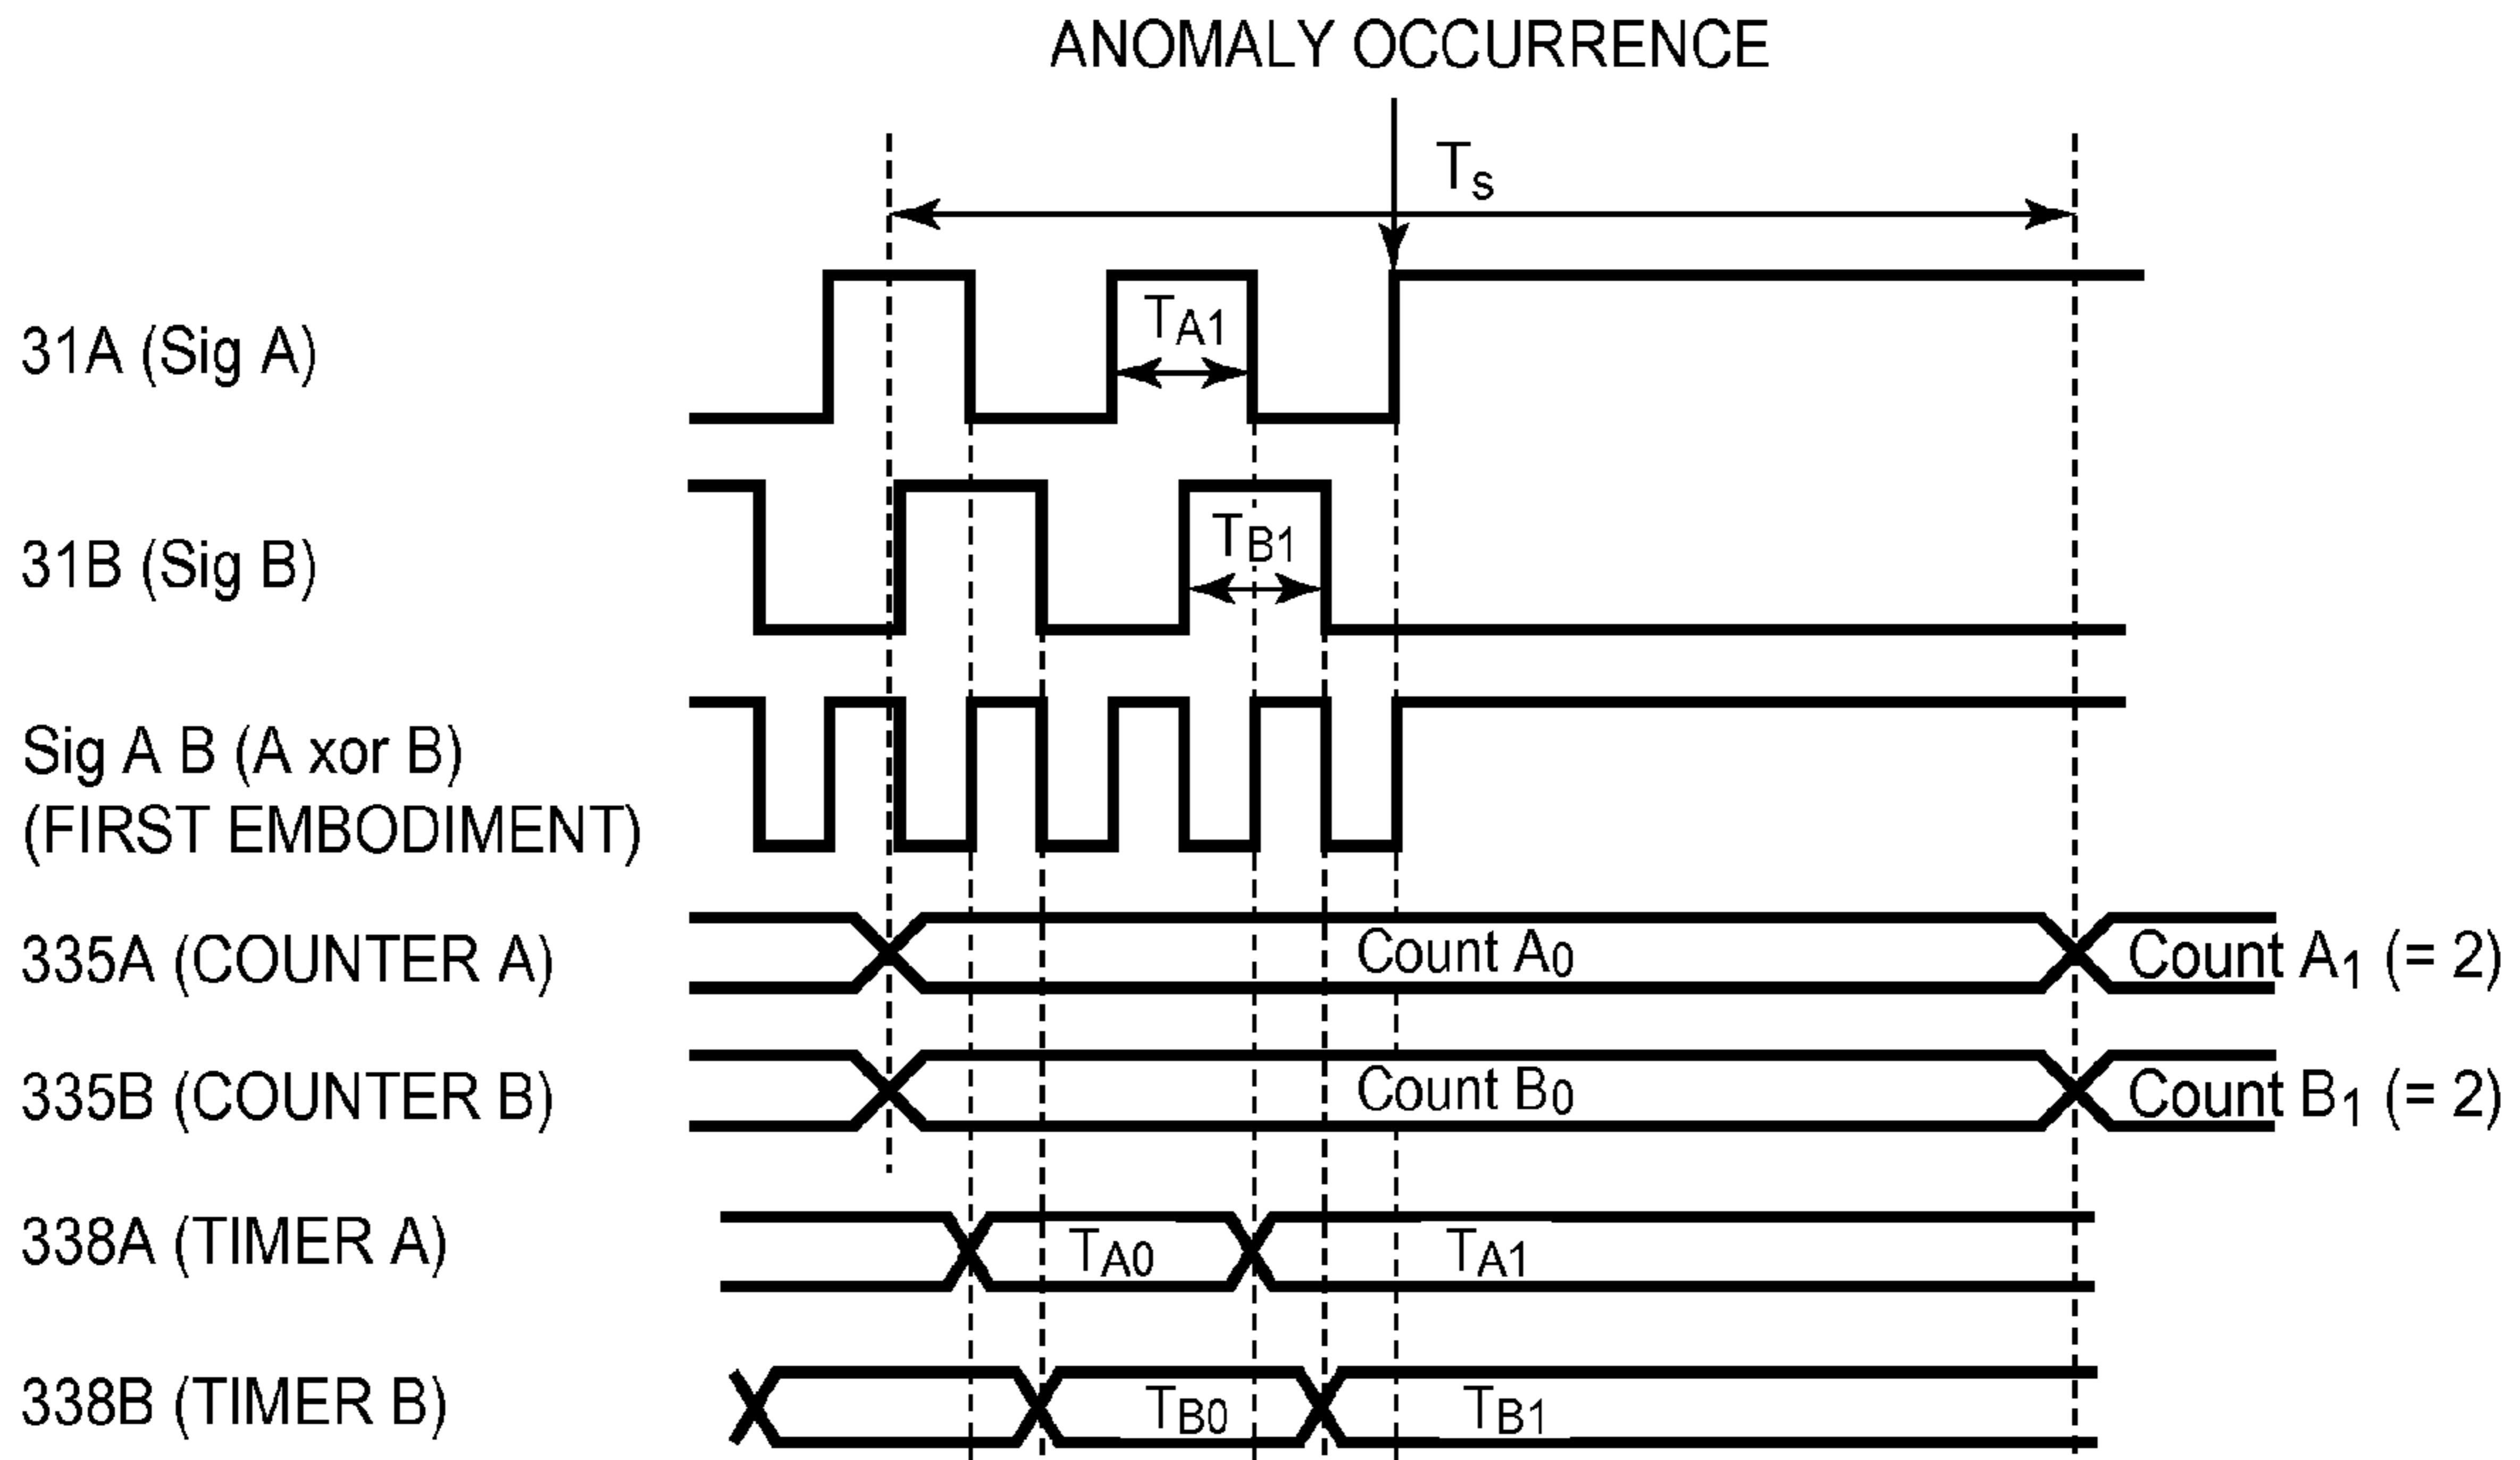 ANOMALY OCCURRENCE
Ts
31A (Sig A)
TA1
31B (Sig B)
TB1
Sig A B (A xor B)
(FIRST EMBODIMENT)
335A (COUNTER A)
Count A0
Count A1 (= 2)
335B (COUNTER B)
Count B0
Count B1 (= 2)
338A (TIMER A)
TA0
TA1
338B (TIMER B)
TB0
TB1